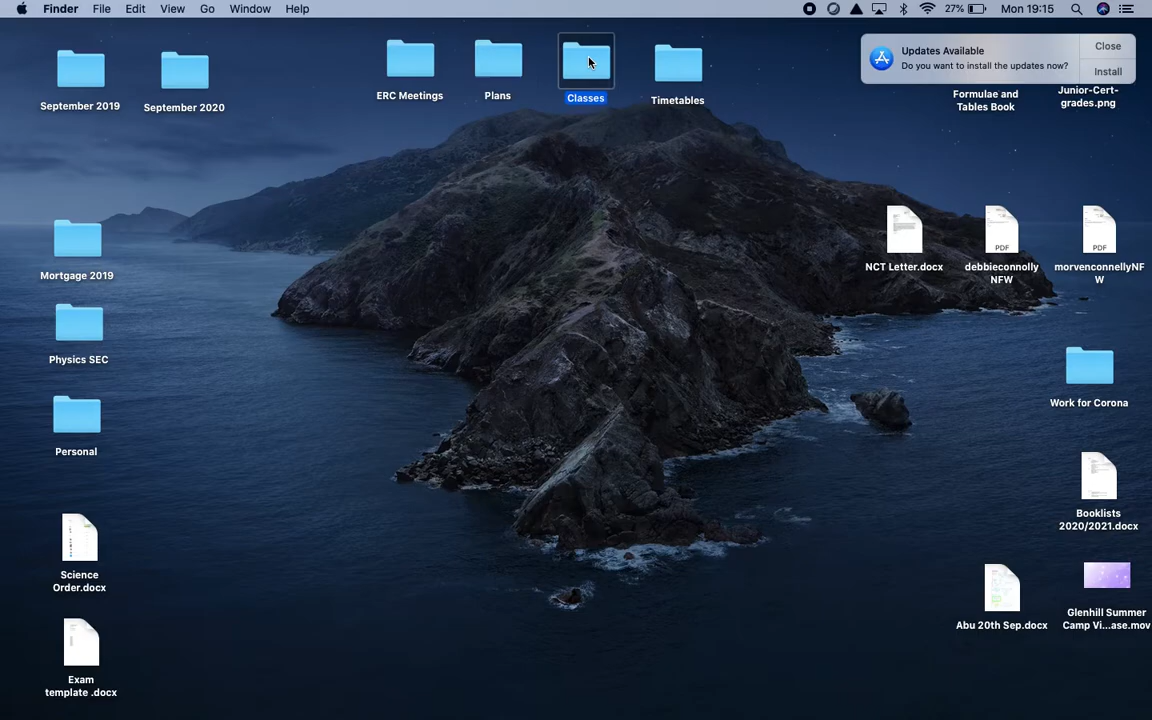 Finder File Edit View Go Window Help 27% Mon 19:15
Updates Available
Do you want to install the updates now?
Close
Install
September 2019
September 2020
ERC Meetings
Plans
Classes
Timetables
Formulae and
Tables Book
Junior-Cert-
grades.png
Mortgage 2019
NCT Letter.docx
PDF
debbieconnolly
NFW
PDF
morvenconnellyNF
W
Physics SEC
Work for Corona
Personal
Booklists
2020/2021.docx
Science
Order.docx
Abu 20th Sep.docx
Glenhill Summer
Camp Vi...ase.mov
Exam
template .docx